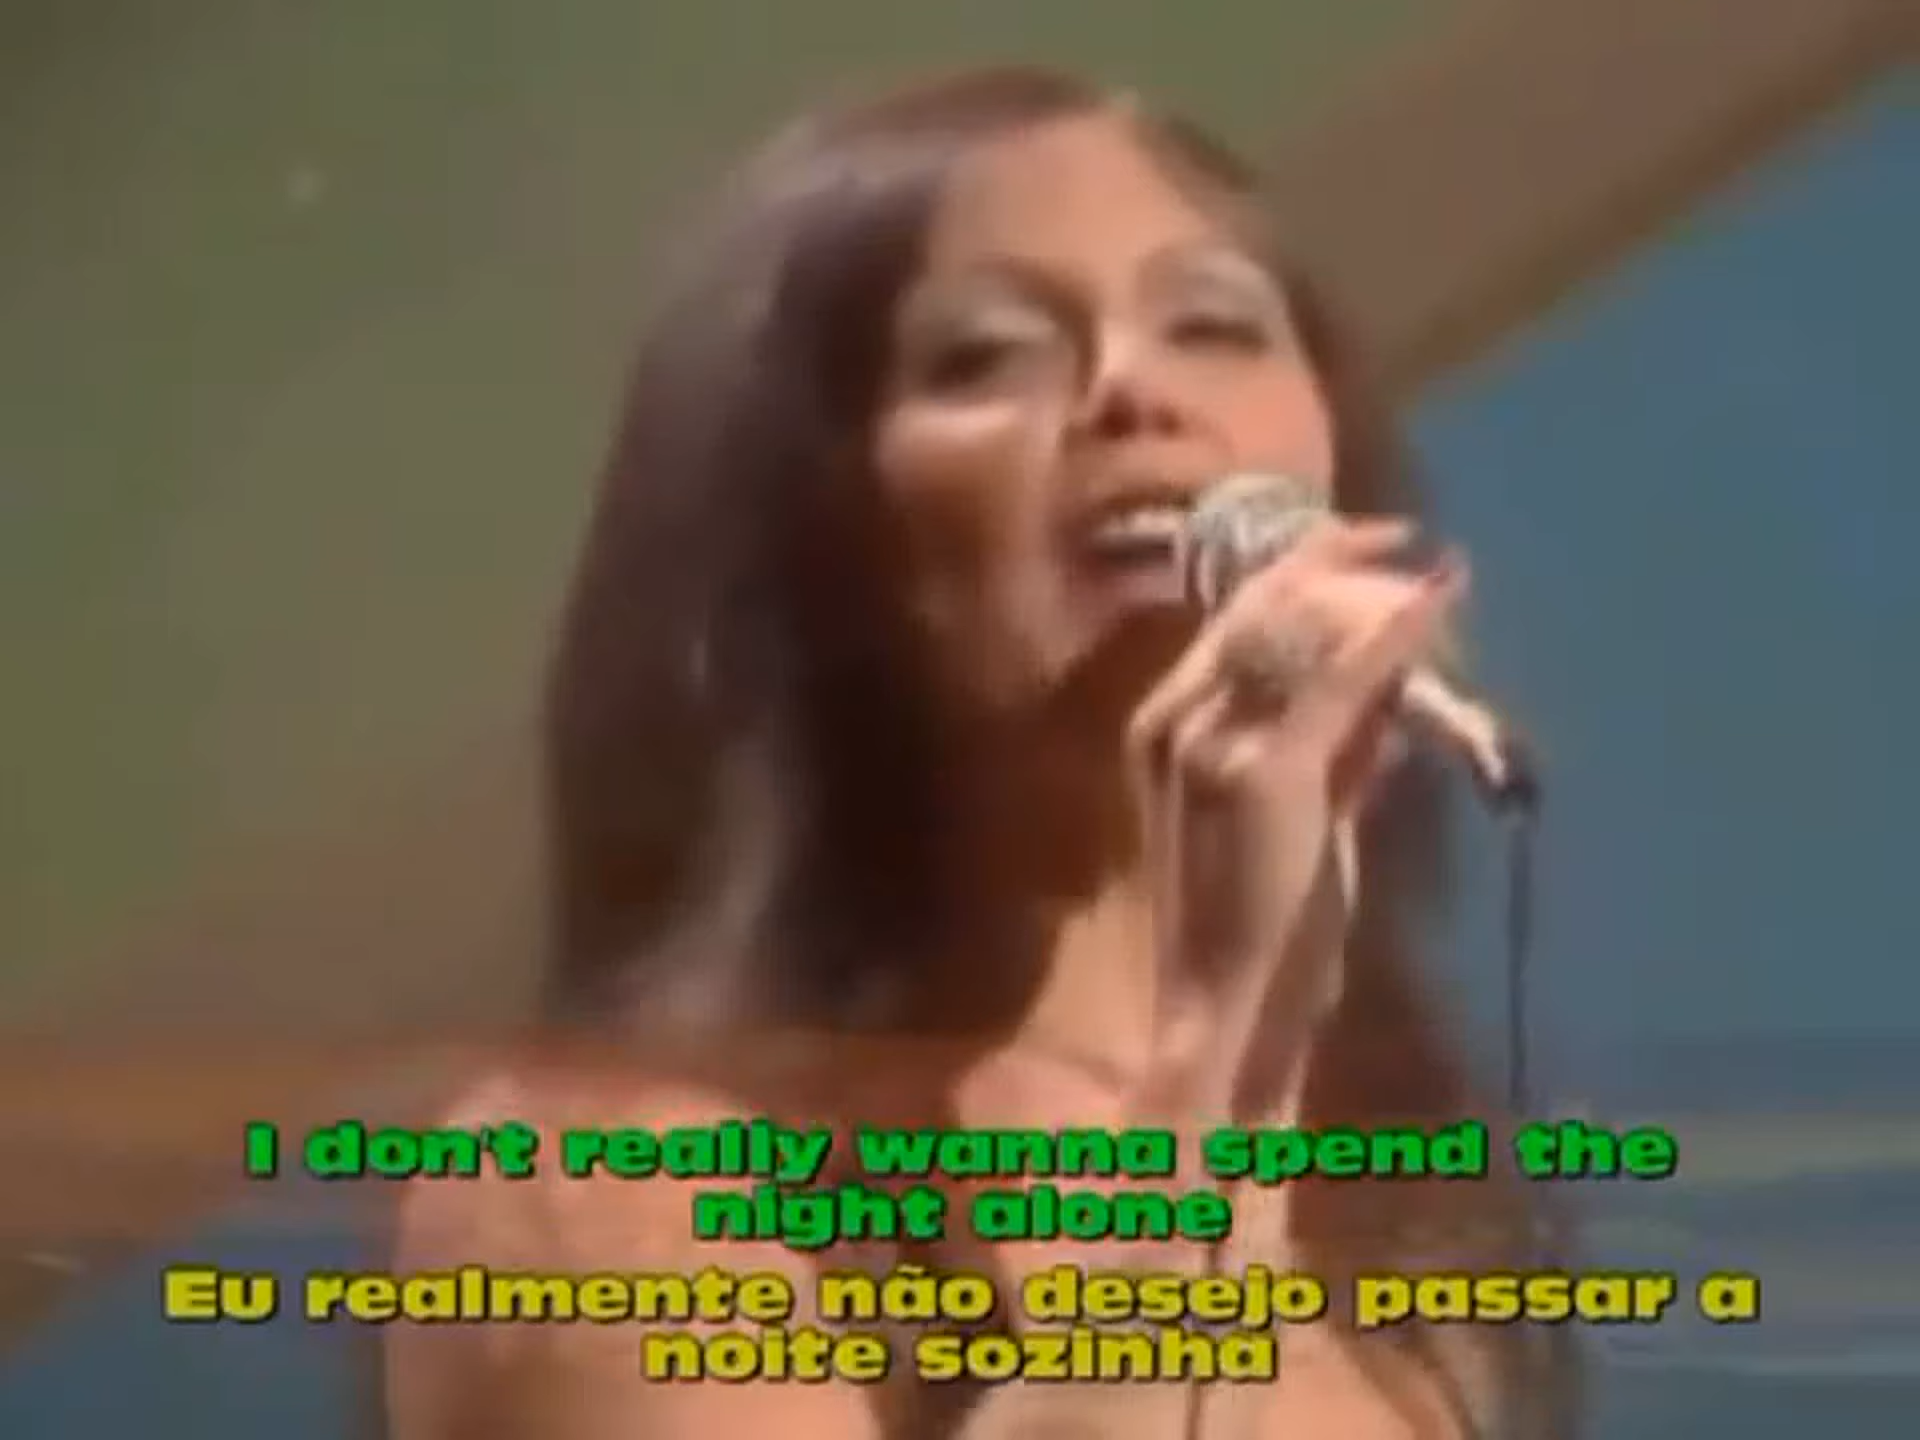 I don't really wanna spend the
night alone
Eu realmente não desejo passar a
noite sozinha